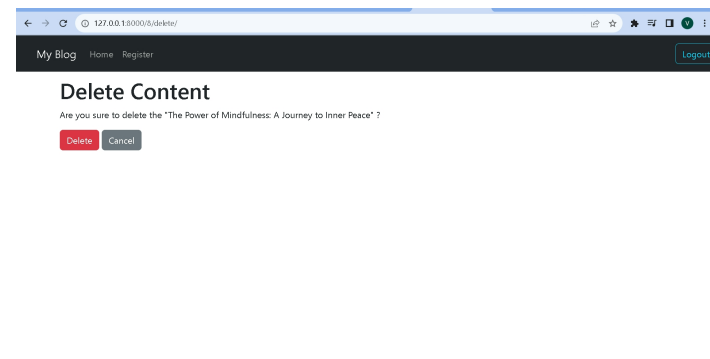 127.0.0.1:8000/8/delete/
V
My Blog Home Register Logout
Delete Content
Are you sure to delete the "The Power of Mindfulness: A Journey to Inner Peace" ?
Delete Cancel